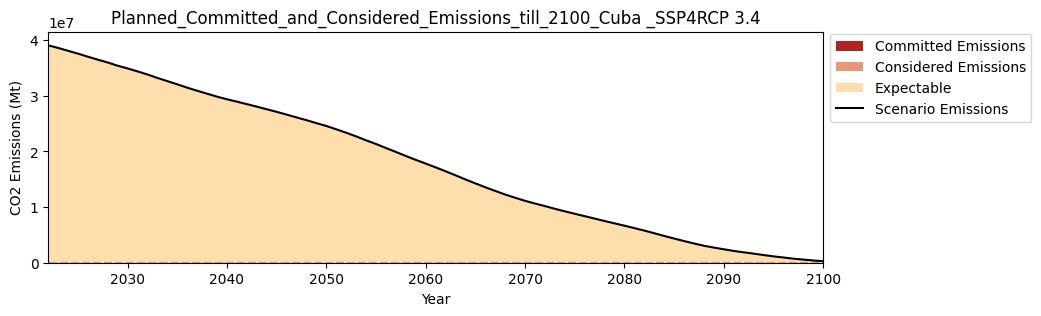 Planned_Committed_and_Considered_Emissions_till_2100_Cuba _SSP4RCP 3.4
1e7
4
3
2
1
0
CO2 Emissions (Mt)
2030 2040 2050 2060 2070 2080 2090 2100
Year
Committed Emissions
Considered Emissions
Expectable
Scenario Emissions